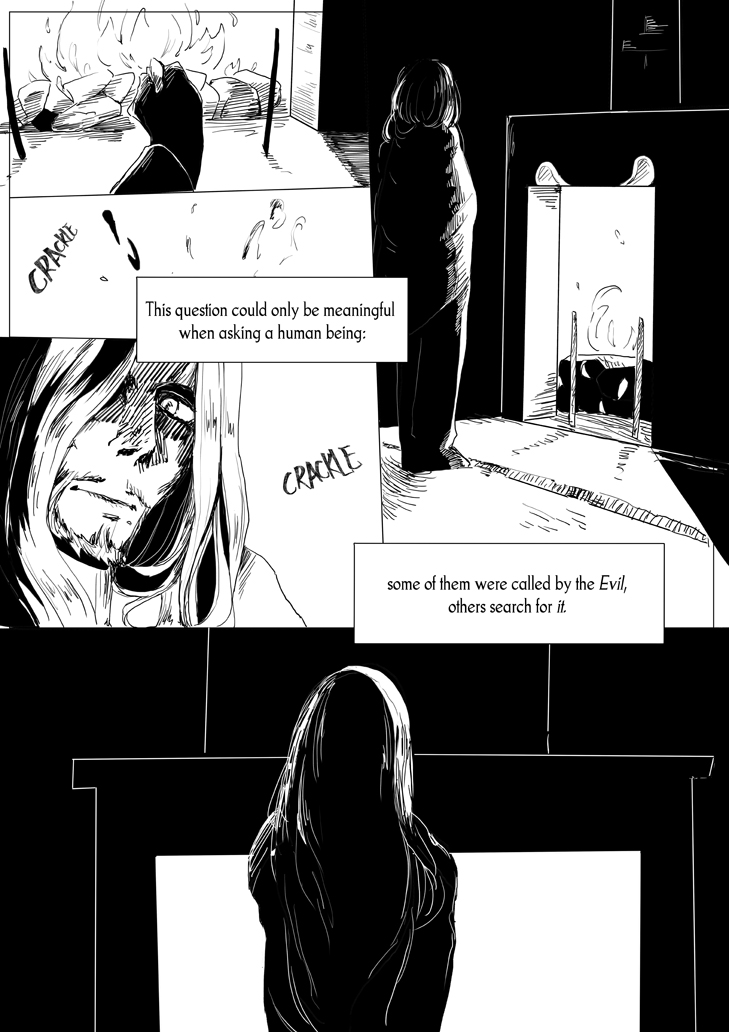 CRACKLE
This question could only be meaningful
when asking a human being:
CRACKLE
some of them were called by the Evil,
others search for it.